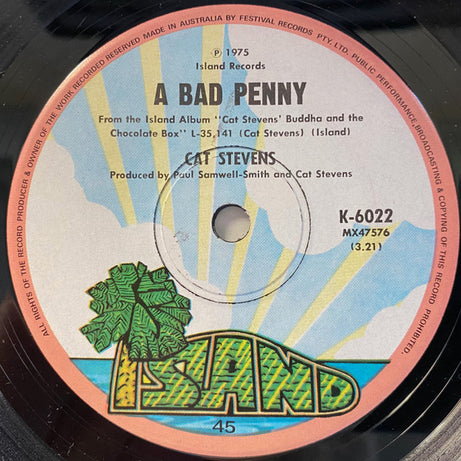 ALL RIGHTS OF THE RECORD PRODUCER & OWNER OF THE WORK RECORDED RESERVED MADE IN AUSTRALIA BY FESTIVAL RECORDS PTY. LTD. PUBLIC PERFORMANCE, BROADCASTING & COPYING OF THIS RECORD PROHIBITED.
℗ 1975
Island Records
A BAD PENNY
From the Island Album "Cat Stevens' Buddha and the
Chocolate Box" L-35,141 (Cat Stevens) (Island)
CAT STEVENS
Produced by Paul Samwell-Smith and Cat Stevens
K-6022
MX47576
(3.21)
ISLAND
45